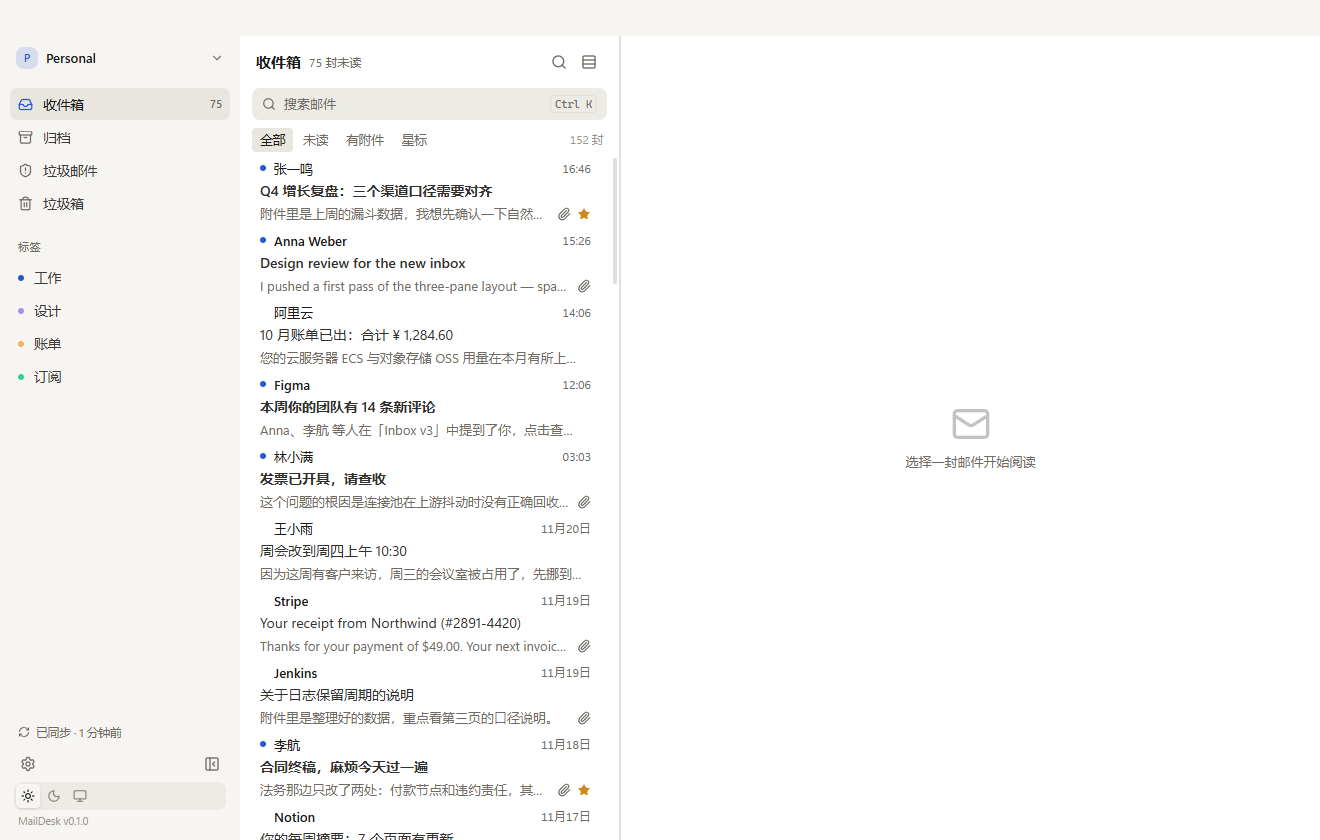 P Personal
收件箱 75
归档
垃圾邮件
垃圾箱
标签
工作
设计
账单
订阅
已同步 · 1 分钟前
MailDesk v0.1.0
收件箱 75 封未读
搜索邮件 Ctrl K
全部 未读 有附件 星标 152 封
张一鸣 16:46
Q4 增长复盘：三个渠道口径需要对齐
附件里是上周的漏斗数据，我想先确认一下自然...
Anna Weber 15:26
Design review for the new inbox
I pushed a first pass of the three-pane layout — spa...
阿里云 14:06
10 月账单已出：合计 ¥ 1,284.60
您的云服务器 ECS 与对象存储 OSS 用量在本月有所上...
Figma 12:06
本周你的团队有 14 条新评论
Anna、李航 等人在「Inbox v3」中提到了你，点击查...
林小满 03:03
发票已开具，请查收
这个问题的根因是连接池在上游抖动时没有正确回收...
王小雨 11月20日
周会改到周四上午 10:30
因为这周有客户来访，周三的会议室被占用了，先挪到...
Stripe 11月19日
Your receipt from Northwind (#2891-4420)
Thanks for your payment of $49.00. Your next invoic...
Jenkins 11月19日
关于日志保留周期的说明
附件里是整理好的数据，重点看第三页的口径说明。
李航 11月18日
合同终稿，麻烦今天过一遍
法务那边只改了两处：付款节点和违约责任，其...
Notion 11月17日
你的每周摘要：7 个页面有更新
选择一封邮件开始阅读